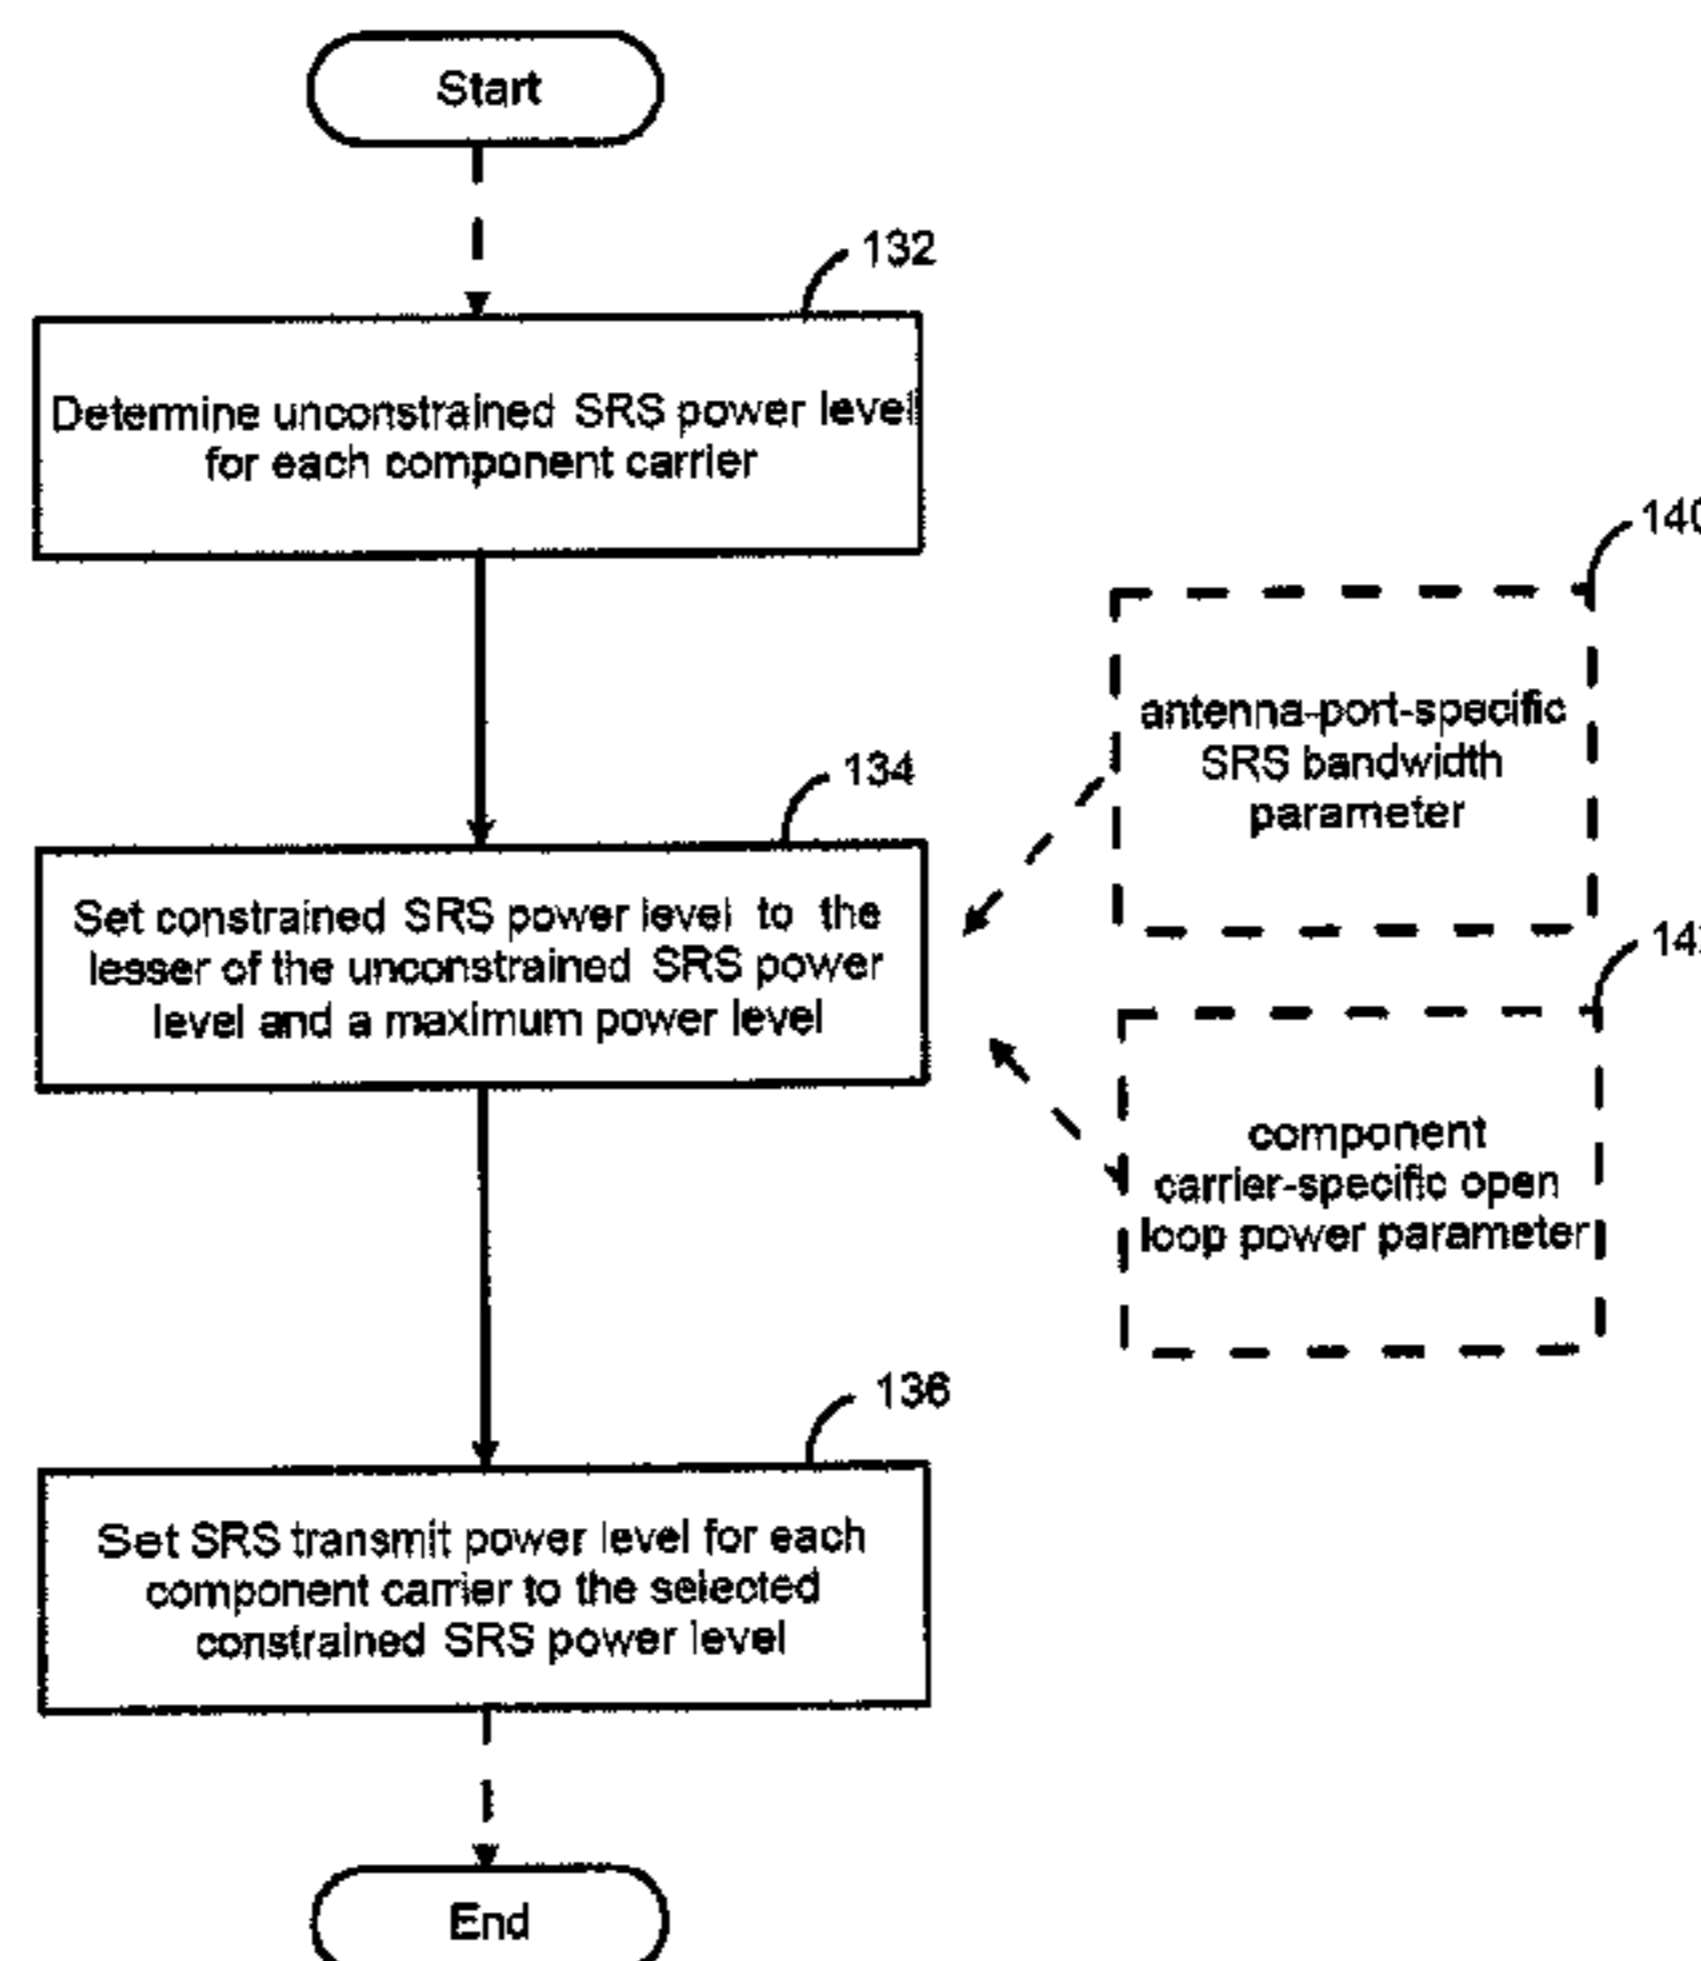 Start
132
Determine unconstrained SRS power level
for each component carrier
140
antenna-port-specific
SRS bandwidth
parameter
134
Set constrained SRS power level to the
lesser of the unconstrained SRS power
level and a maximum power level
component
carrier-specific open
loop power parameter
136
Set SRS transmit power level for each
component carrier to the selected
constrained SRS power level
End